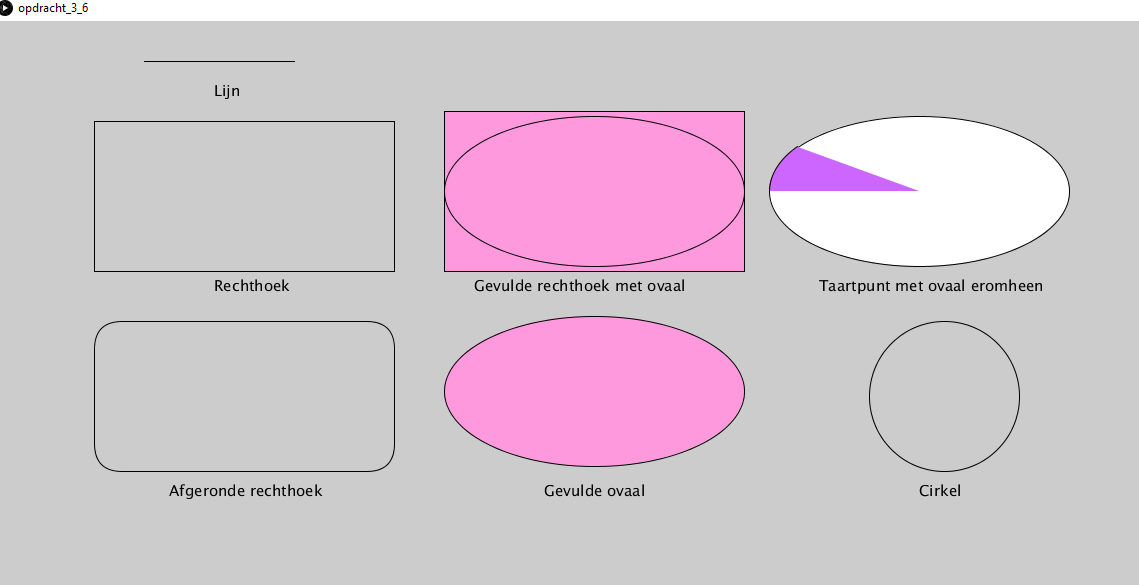 opdracht_3_6
Lijn
Rechthoek
Gevulde rechthoek met ovaal
Taartpunt met ovaal eromheen
Afgeronde rechthoek
Gevulde ovaal
Cirkel